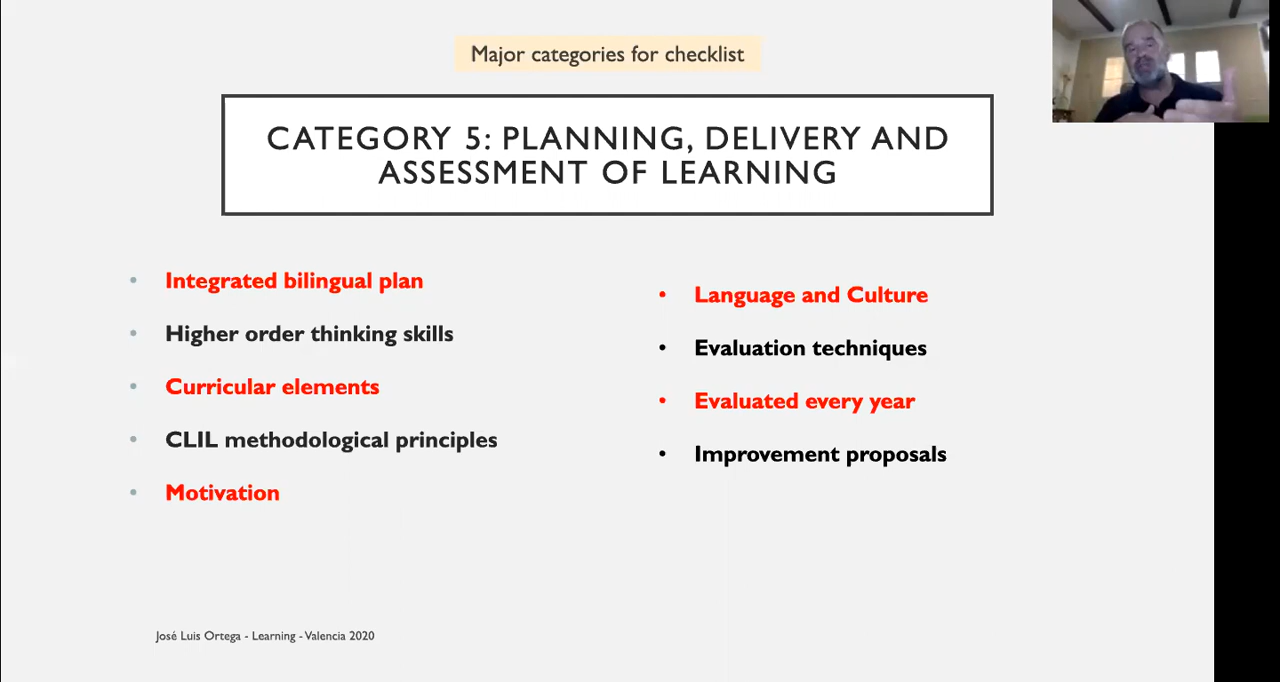 Major categories for checklist
CATEGORY 5: PLANNING, DELIVERY AND
ASSESSMENT OF LEARNING
• Integrated bilingual plan
• Higher order thinking skills
• Curricular elements
• CLIL methodological principles
• Motivation
• Language and Culture
• Evaluation techniques
• Evaluated every year
• Improvement proposals
José Luis Ortega - Learning - Valencia 2020